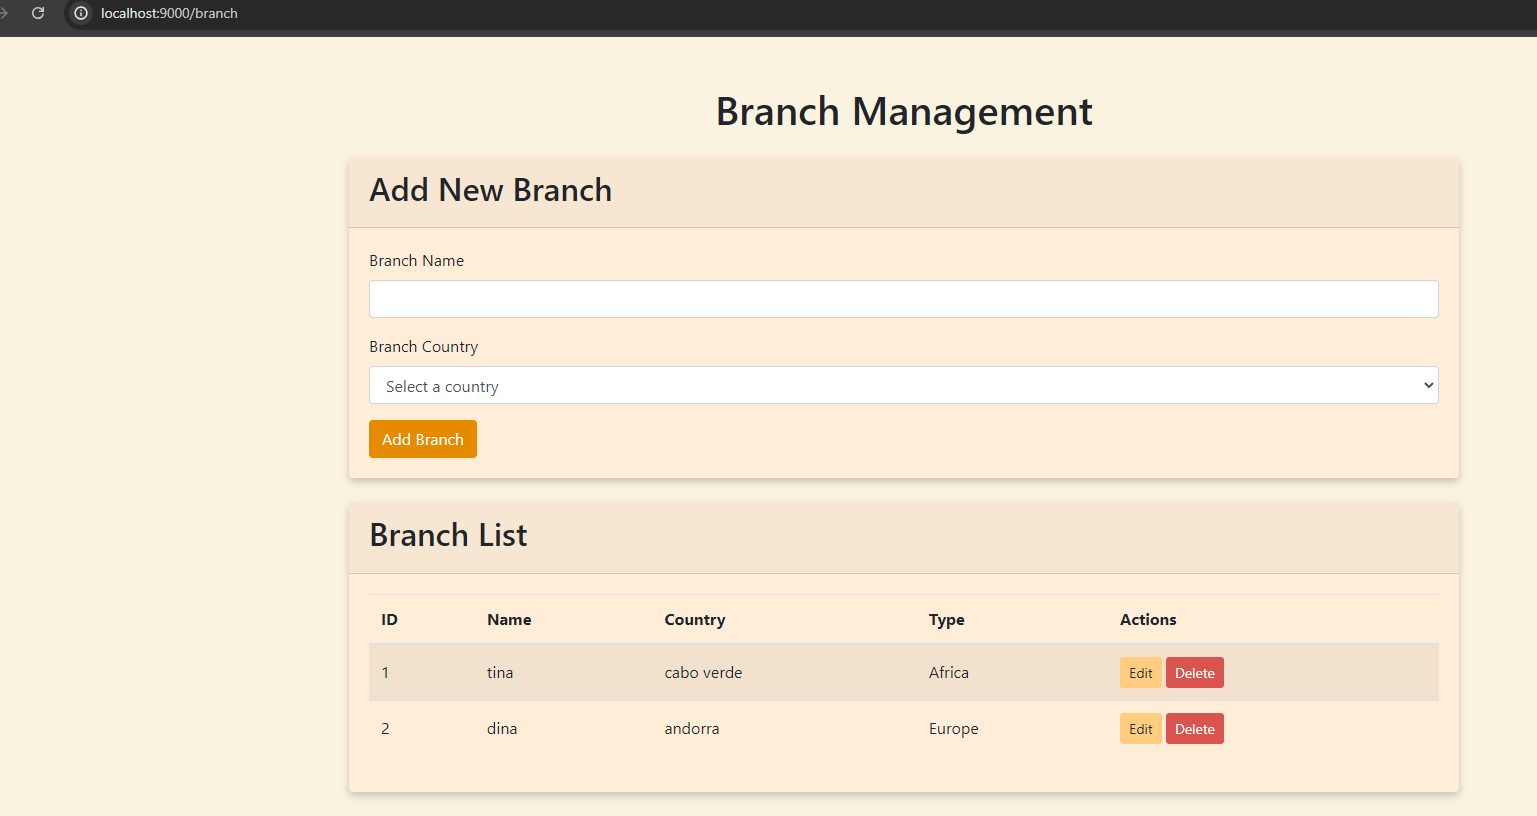 localhost:9000/branch
Branch Management
Add New Branch
Branch Name
Branch Country
Select a country
Add Branch
Branch List
ID Name Country Type Actions
1 tina cabo verde Africa Edit Delete
2 dina andorra Europe Edit Delete